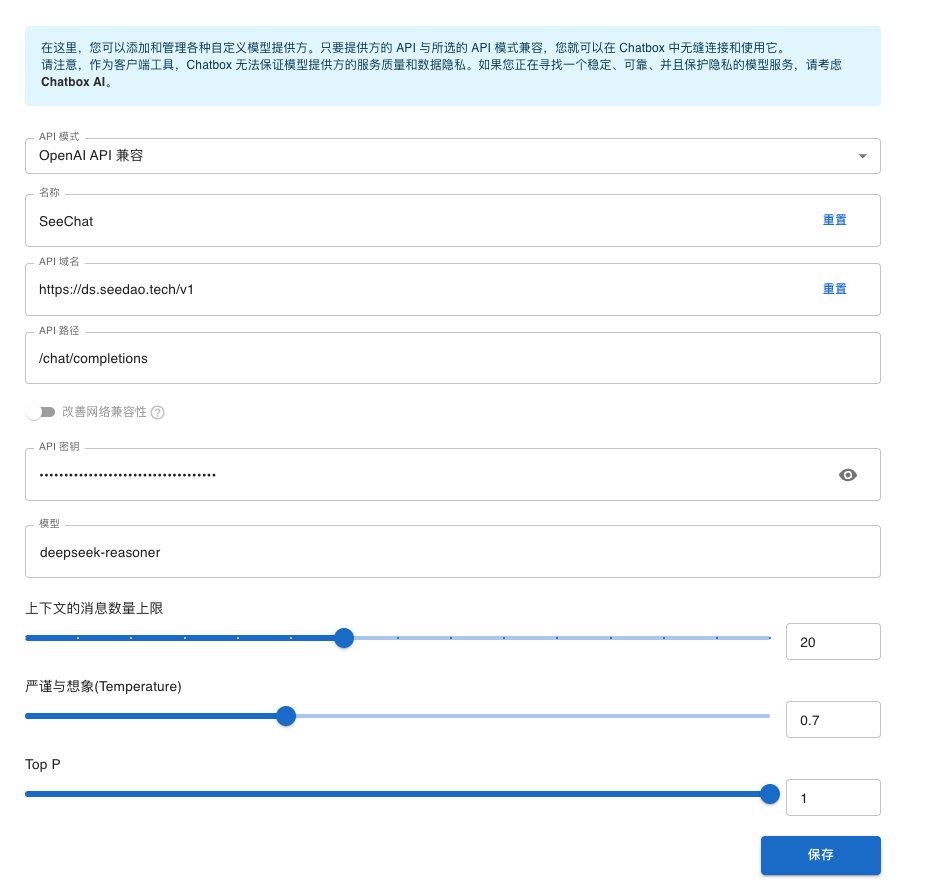 在这里，您可以添加和管理各种自定义模型提供方。只要提供方的 API 与所选的 API 模式兼容，您就可以在 Chatbox 中无缝连接和使用它。
请注意，作为客户端工具，Chatbox 无法保证模型提供方的服务质量和数据隐私。如果您正在寻找一个稳定、可靠、并且保护隐私的模型服务，请考虑
Chatbox AI。
API 模式
OpenAI API 兼容
名称
SeeChat
重置
API 域名
https://ds.seedao.tech/v1
重置
API 路径
/chat/completions
改善网络兼容性
API 密钥
••••••••••••••••••••••••••••••••••••
模型
deepseek-reasoner
上下文的消息数量上限
20
严谨与想象(Temperature)
0.7
Top P
1
保存